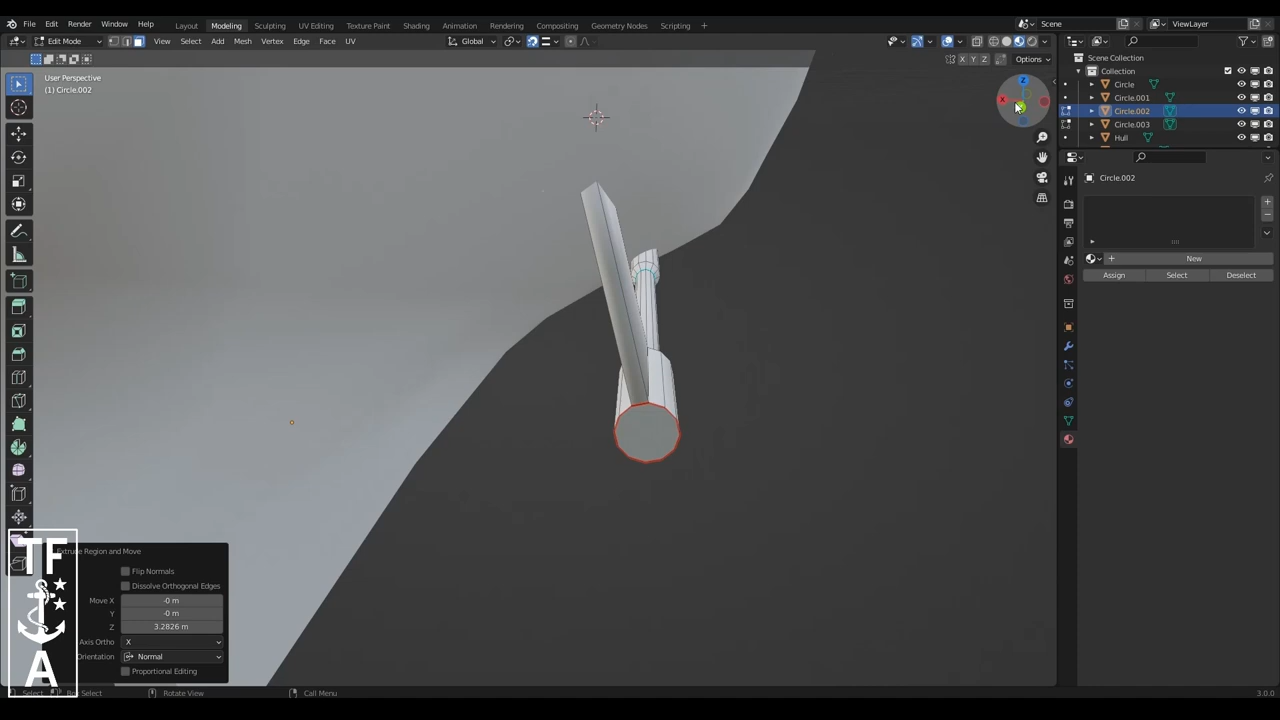 File Edit Render Window Help Layout Modeling Sculpting UV Editing Texture Paint Shading Animation Rendering Compositing Geometry Nodes Scripting Scene ViewLayer
Edit Mode View Select Add Mesh Vertex Edge Face UV Global
X Y Z Options
User Perspective
(1) Circle.002
Z
X
Scene Collection
Collection
Circle
Circle.001
Circle.002
Circle.003
Hull
Circle.002
New
Assign Select Deselect
Extrude Region and Move
Flip Normals
Dissolve Orthogonal Edges
Move X -0 m
Y -0 m
Z 3.2826 m
Axis Ortho X
Orientation Normal
Proportional Editing
TF
A
Select Box Select Rotate View Call Menu 3.0.0